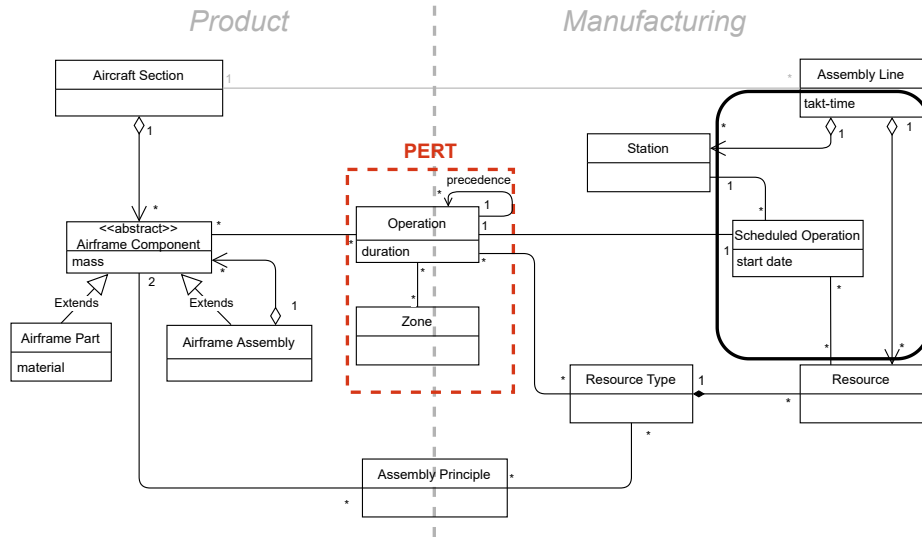 Product
Manufacturing
Aircraft Section
1
*
Assembly Line
takt-time
1
1
1
*
Station
*
1
*
PERT
precedence
*
1
<<abstract>>
Airframe Component
mass
*
*
*
2
*
Operation
duration
1
*
*
1
Scheduled Operation
start date
*
Extends
Extends
1
*
Zone
*
*
Airframe Part
material
Airframe Assembly
Resource Type
*
1
*
*
Resource
Assembly Principle
*
*